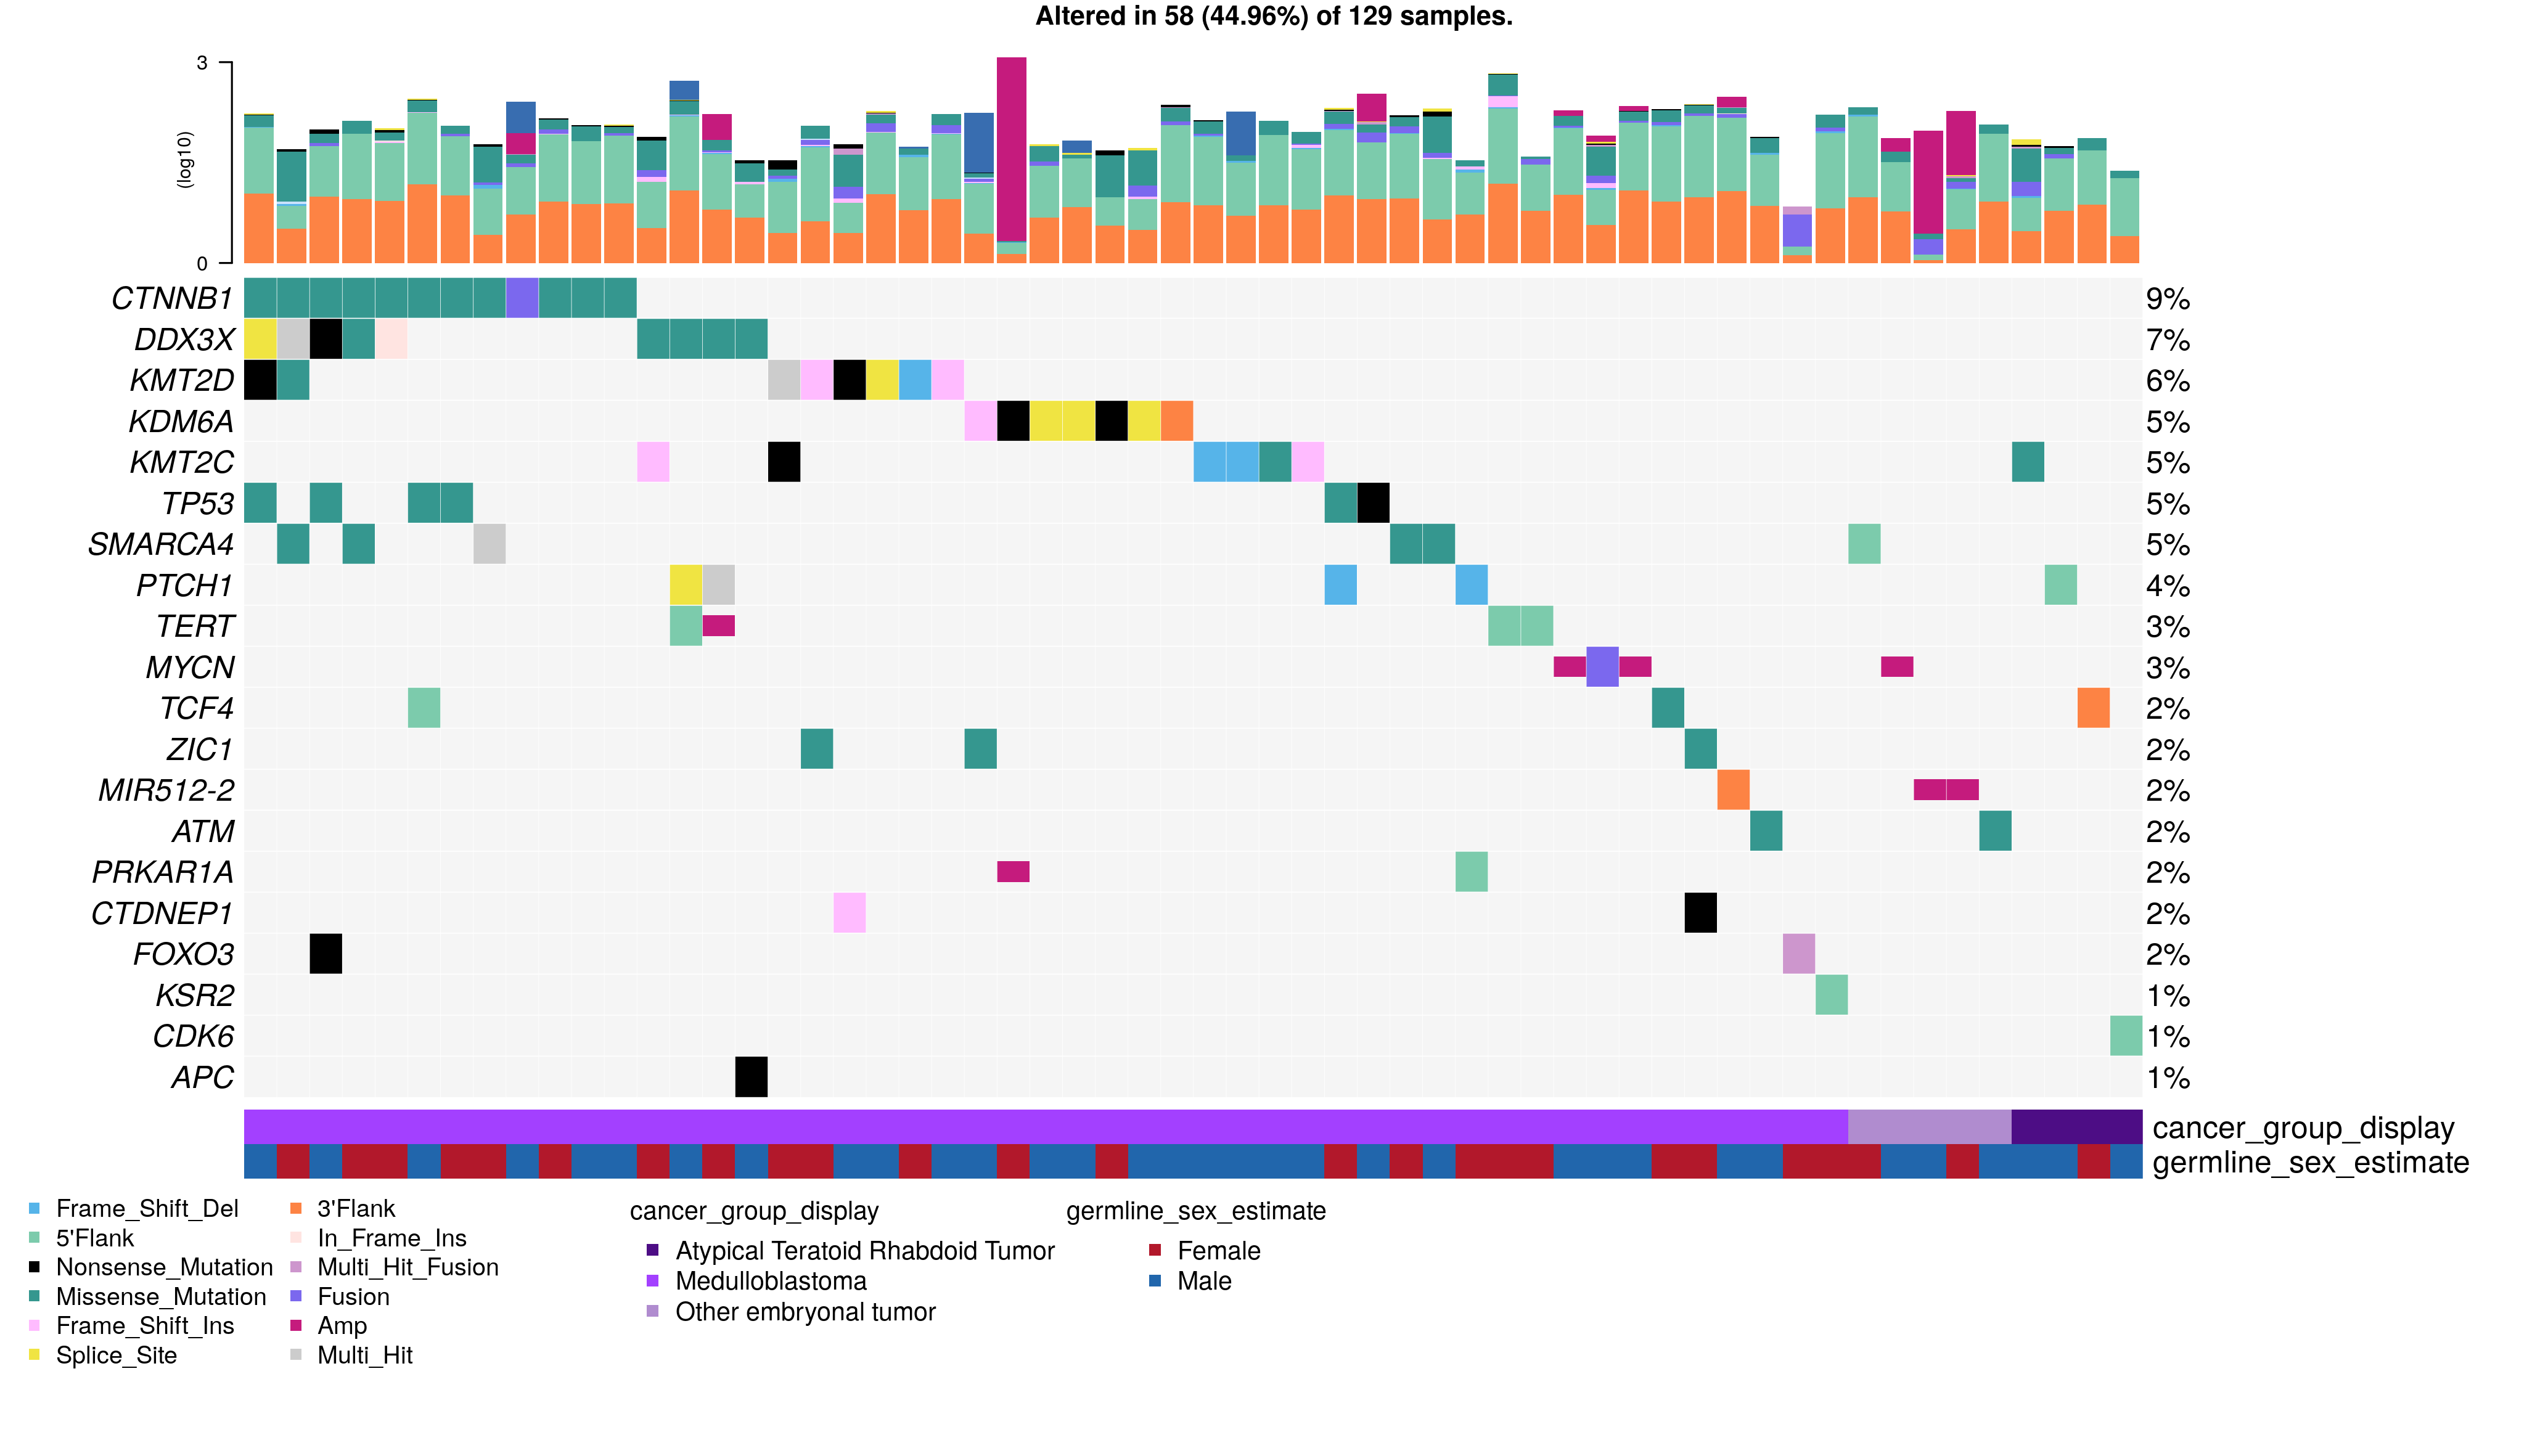 Altered in 58 (44.96%) of 129 samples.
3
(log10)
0
CTNNB1 9%
DDX3X 7%
KMT2D 6%
KDM6A 5%
KMT2C 5%
TP53 5%
SMARCA4 5%
PTCH1 4%
TERT 3%
MYCN 3%
TCF4 2%
ZIC1 2%
MIR512-2 2%
ATM 2%
PRKAR1A 2%
CTDNEP1 2%
FOXO3 2%
KSR2 1%
CDK6 1%
APC 1%
cancer_group_display
germline_sex_estimate
Frame_Shift_Del
5'Flank
Nonsense_Mutation
Missense_Mutation
Frame_Shift_Ins
Splice_Site
3'Flank
In_Frame_Ins
Multi_Hit_Fusion
Fusion
Amp
Multi_Hit
cancer_group_display
Atypical Teratoid Rhabdoid Tumor
Medulloblastoma
Other embryonal tumor
germline_sex_estimate
Female
Male